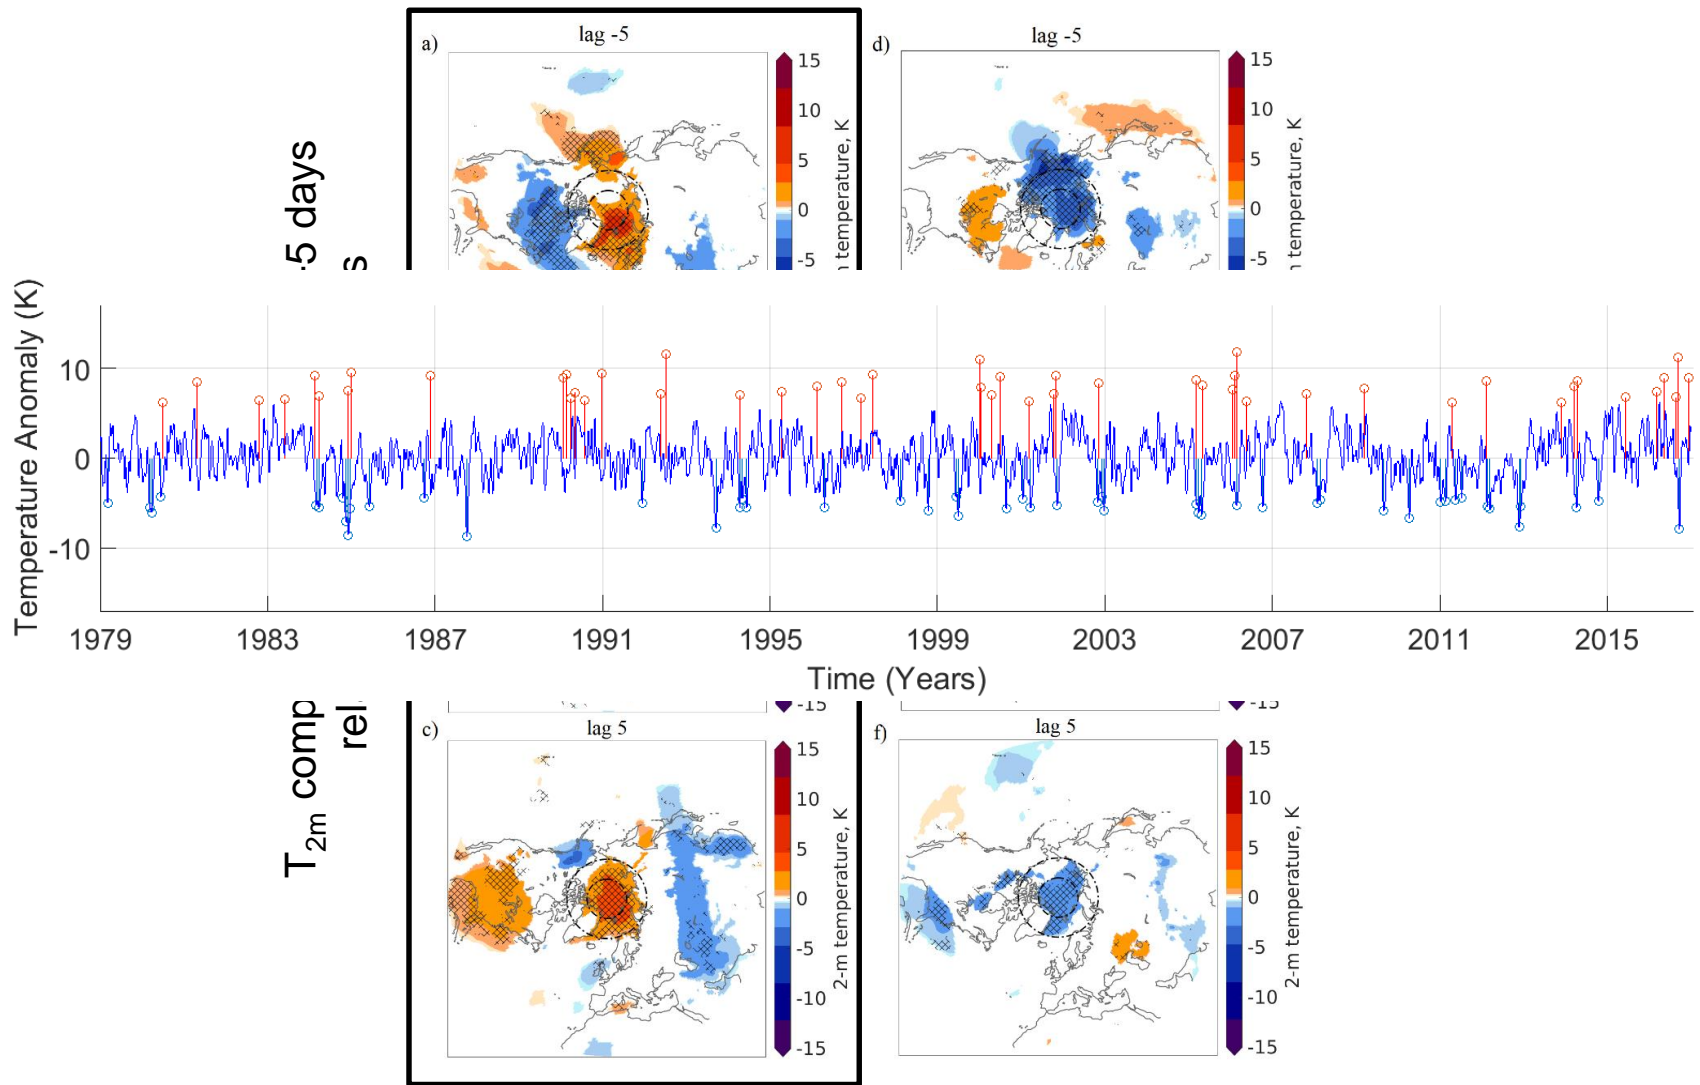 lag -5
a)
15
10
5
0
-5
temperature, K
lag -5
d)
15
10
5
0
-5
temperature, K
-5 days
s
Temperature Anomaly (K)
10
0
-10
1979 1983 1987 1991 1995 1999 2003 2007 2011 2015
Time (Years)
T2m comp
rel
-15
-15
c)
lag 5
15
10
5
0
-5
-10
-15
2-m temperature, K
f)
lag 5
15
10
5
0
-5
-10
-15
2-m temperature, K